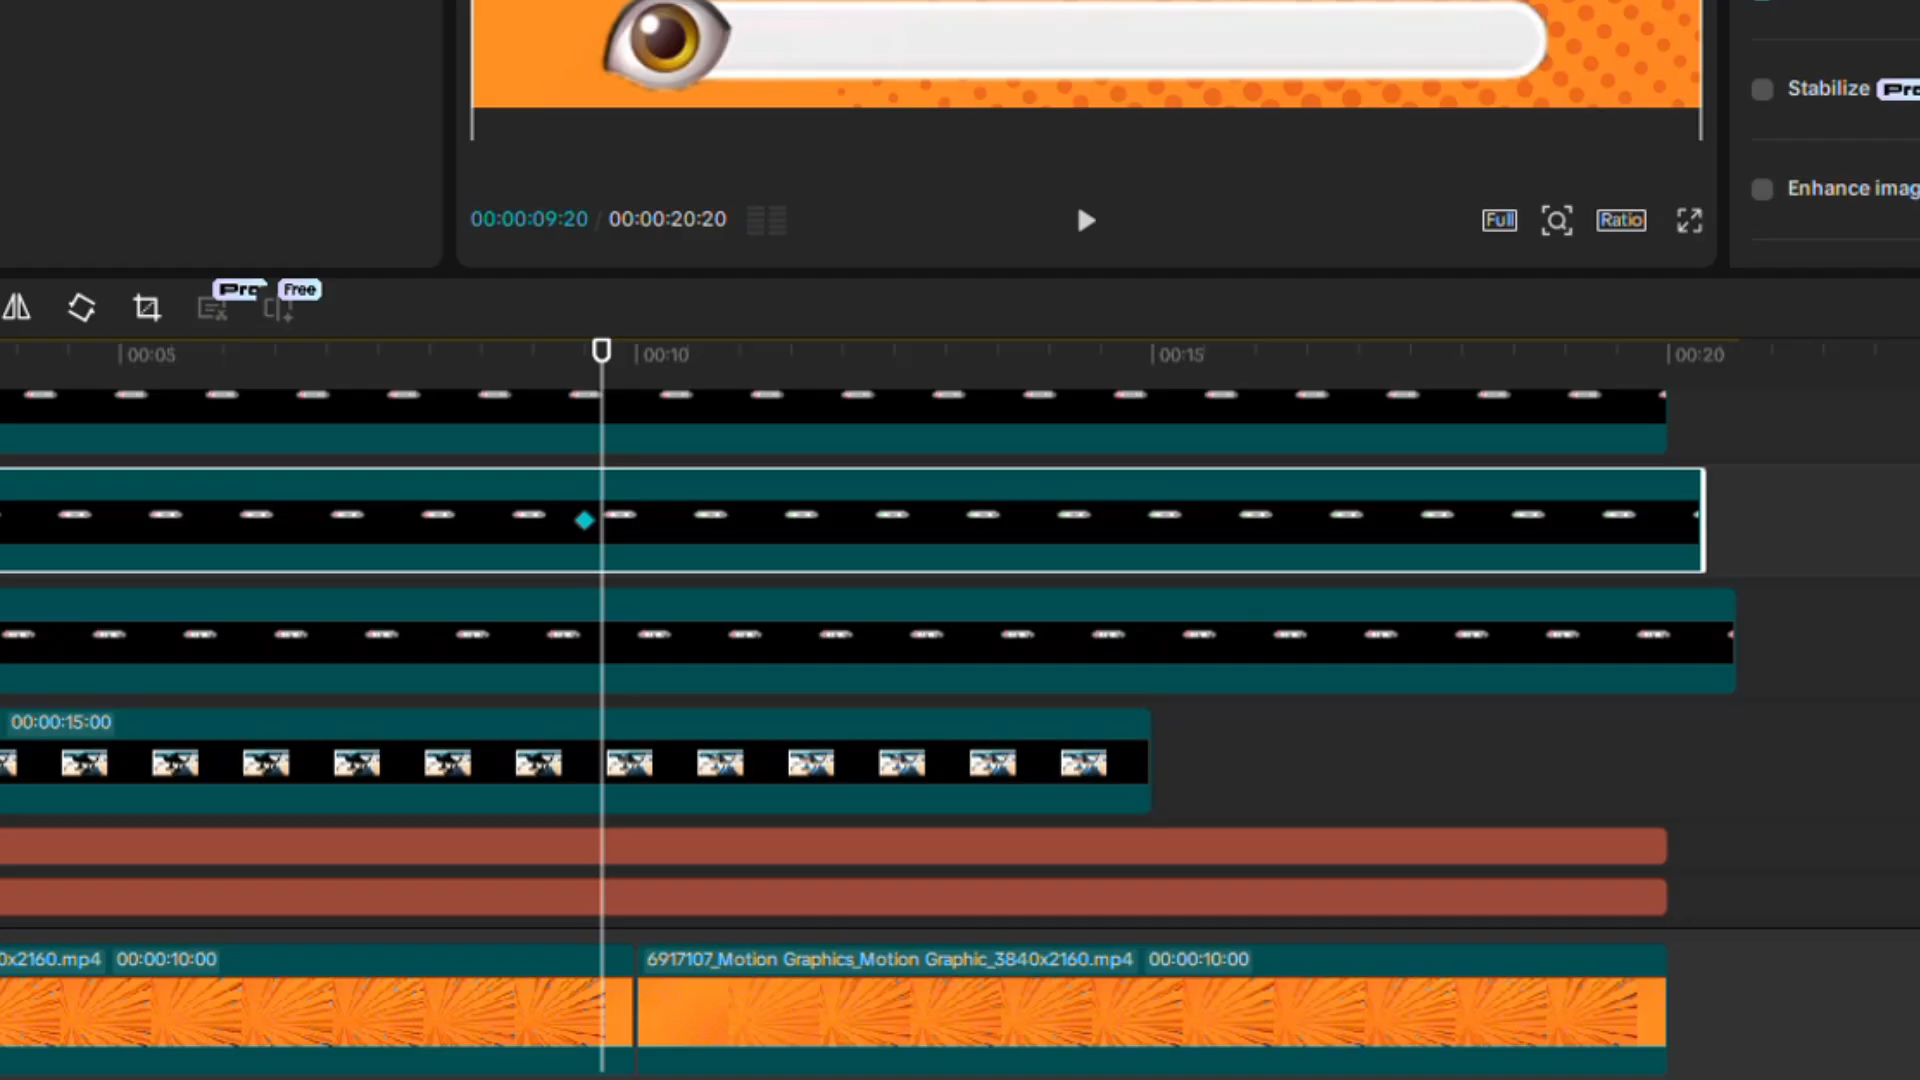 Stabilize Pro
00:00:09:20 / 00:00:20:20
Full
Ratio
Enhance imag
Pro Free
00:05 00:10 00:15 00:20
00:00:15:00
0x2160.mp4 00:00:10:00
6917107_Motion Graphics_Motion Graphic_3840x2160.mp4 00:00:10:00